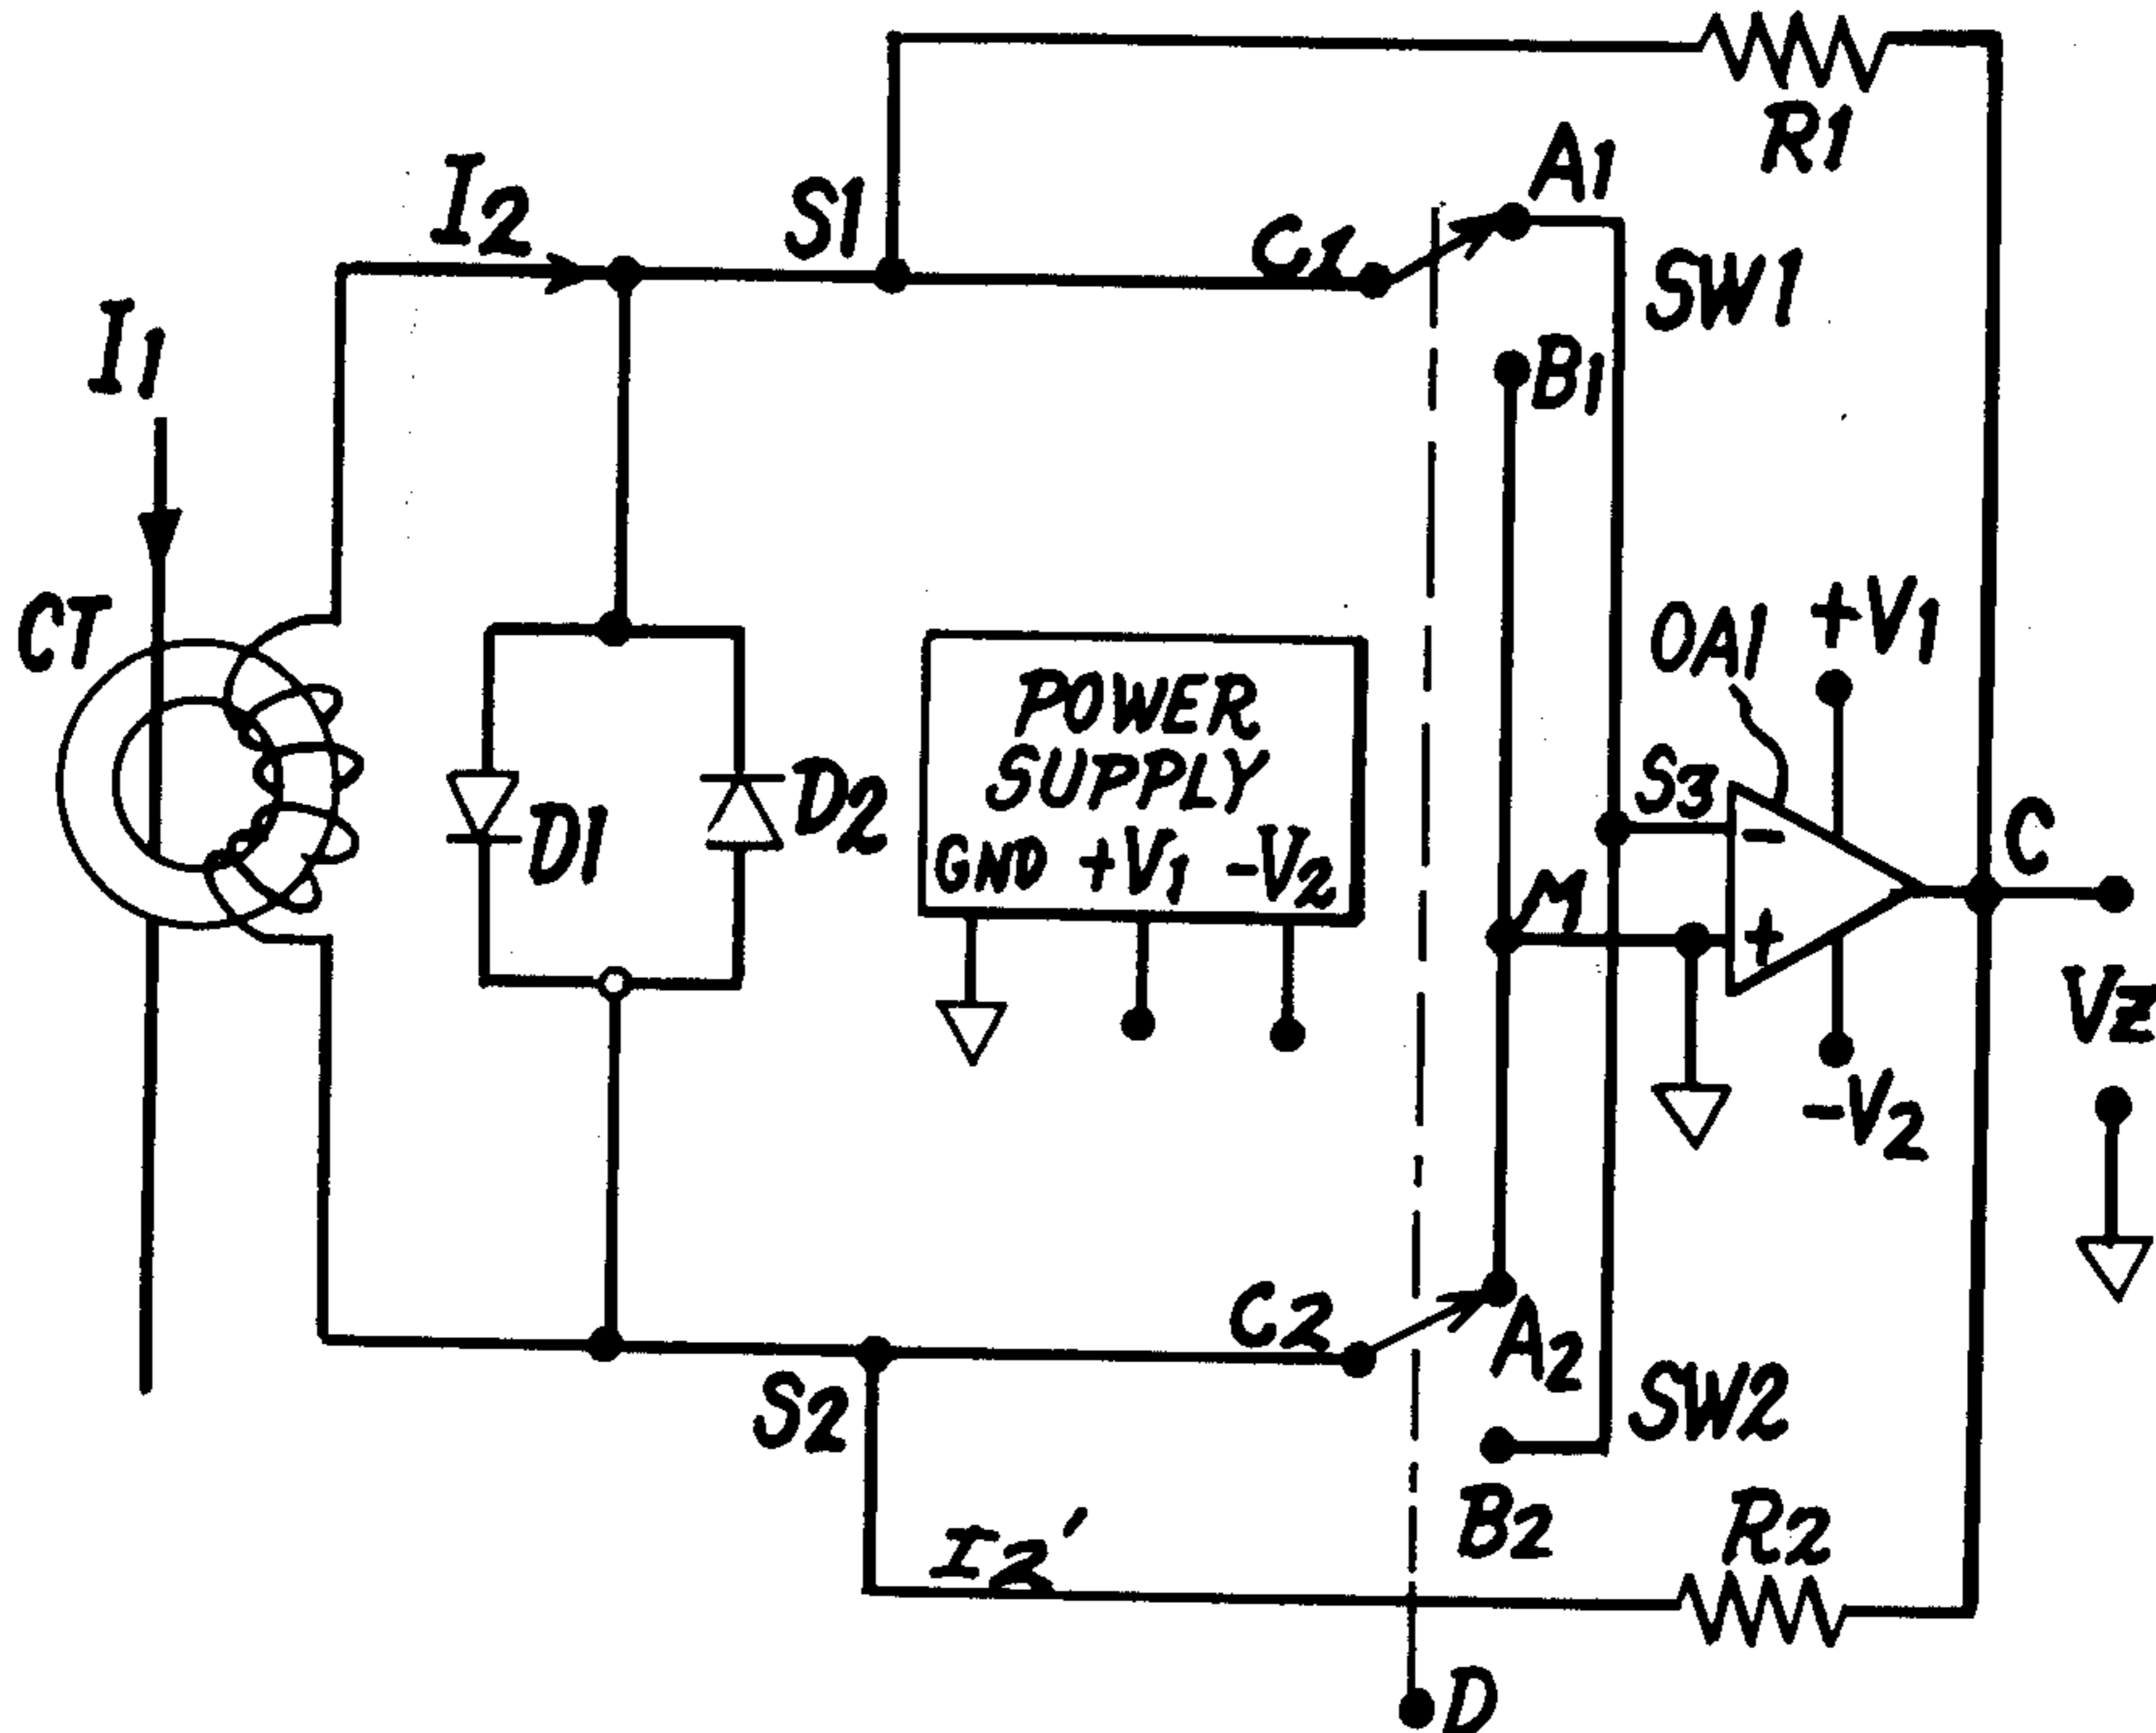 R1
A1
I2
S1
C1
SW1
I1
B1
CT
OA1
+V1
POWER
SUPPLY
GND +V1 -V2
D1
D2
S3
-
+
M
C
Vz
-V2
C2
A2
S2
SW2
B2
R2
I2'
D